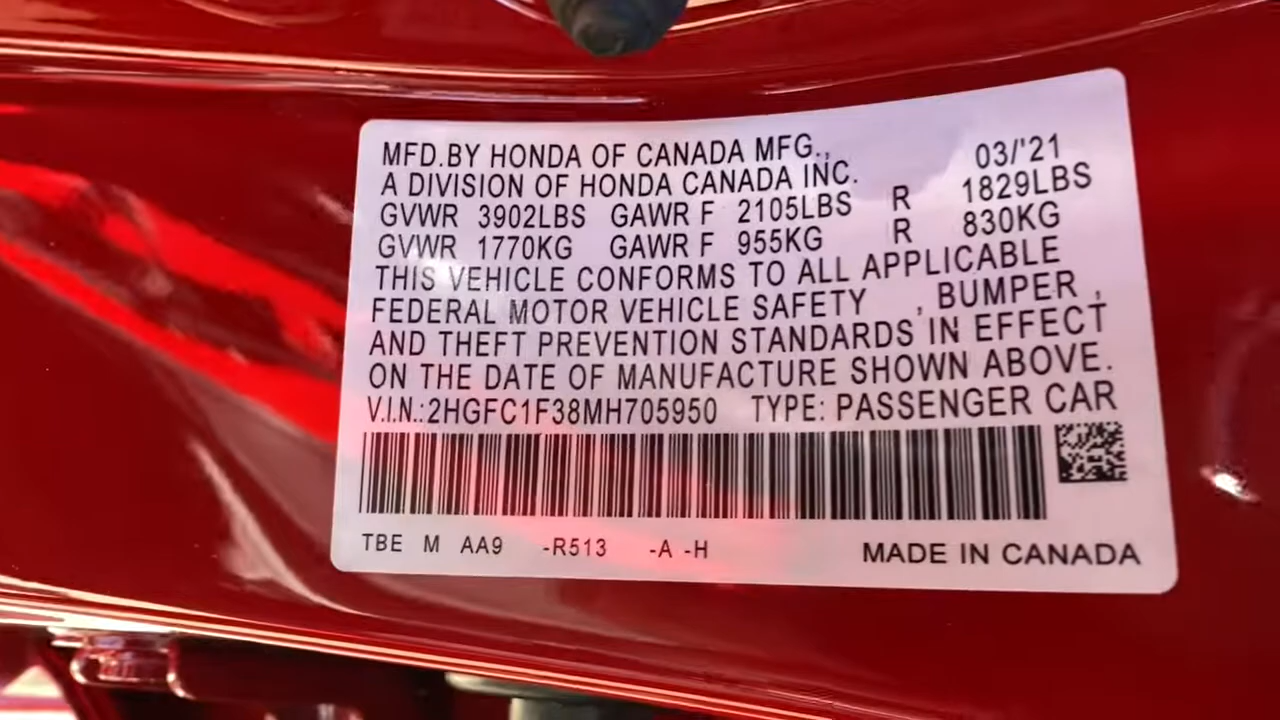 MFD.BY HONDA OF CANADA MFG., 03/'21
A DIVISION OF HONDA CANADA INC.
GVWR 3902LBS GAWR F 2105LBS R 1829LBS
GVWR 1770KG GAWR F 955KG R 830KG
THIS VEHICLE CONFORMS TO ALL APPLICABLE
FEDERAL MOTOR VEHICLE SAFETY , BUMPER ,
AND THEFT PREVENTION STANDARDS IN EFFECT
ON THE DATE OF MANUFACTURE SHOWN ABOVE.
V.I.N.:2HGFC1F38MH705950 TYPE: PASSENGER CAR
TBE M AA9 -R513 -A -H MADE IN CANADA